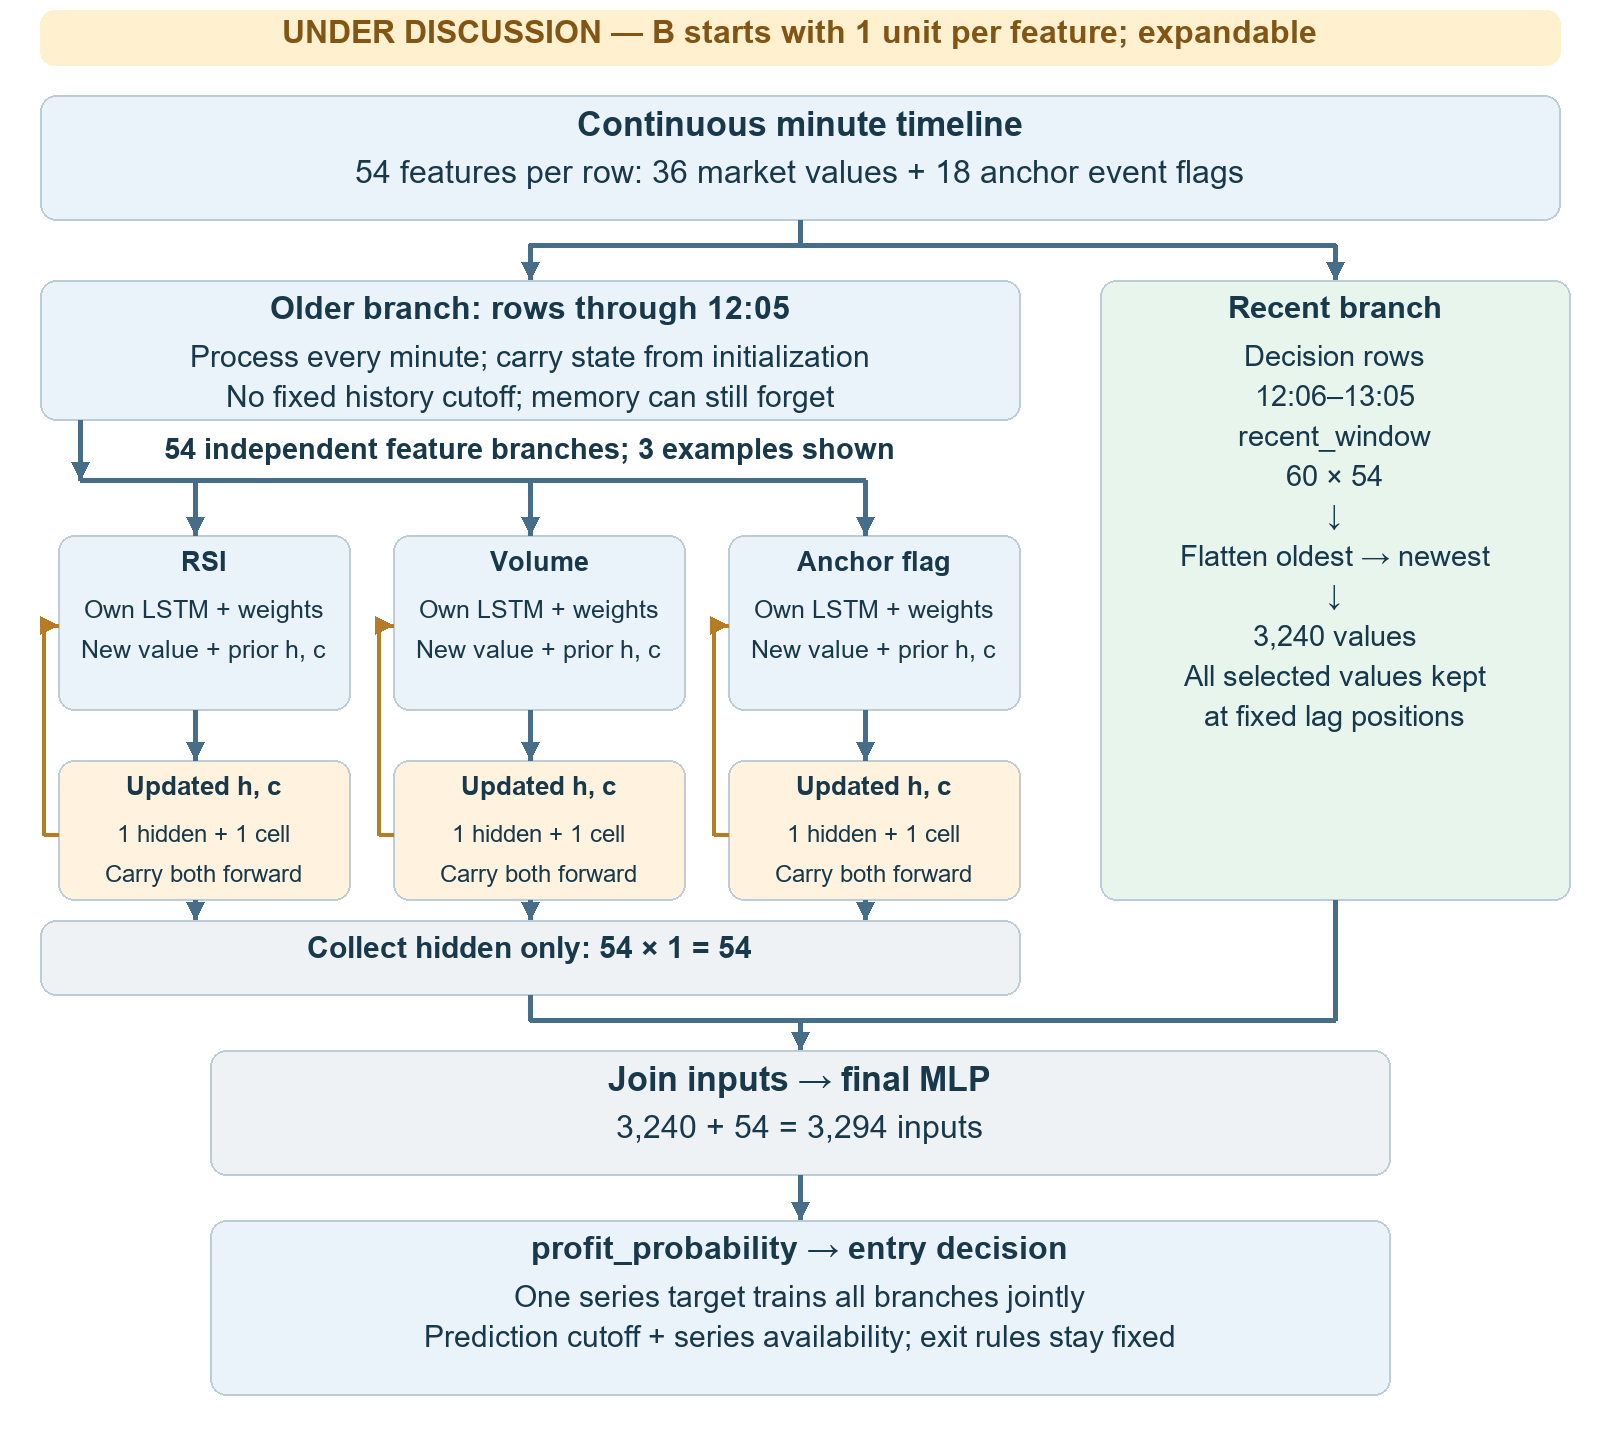 UNDER DISCUSSION — B starts with 1 unit per feature; expandable
Continuous minute timeline
54 features per row: 36 market values + 18 anchor event flags
Older branch: rows through 12:05
Process every minute; carry state from initialization
No fixed history cutoff; memory can still forget
54 independent feature branches; 3 examples shown
RSI
Own LSTM + weights
New value + prior h, c
Updated h, c
1 hidden + 1 cell
Carry both forward
Volume
Own LSTM + weights
New value + prior h, c
Updated h, c
1 hidden + 1 cell
Carry both forward
Anchor flag
Own LSTM + weights
New value + prior h, c
Updated h, c
1 hidden + 1 cell
Carry both forward
Collect hidden only: 54 × 1 = 54
Recent branch
Decision rows
12:06–13:05
recent_window
60 × 54
↓
Flatten oldest → newest
↓
3,240 values
All selected values kept
at fixed lag positions
Join inputs → final MLP
3,240 + 54 = 3,294 inputs
profit_probability → entry decision
One series target trains all branches jointly
Prediction cutoff + series availability; exit rules stay fixed